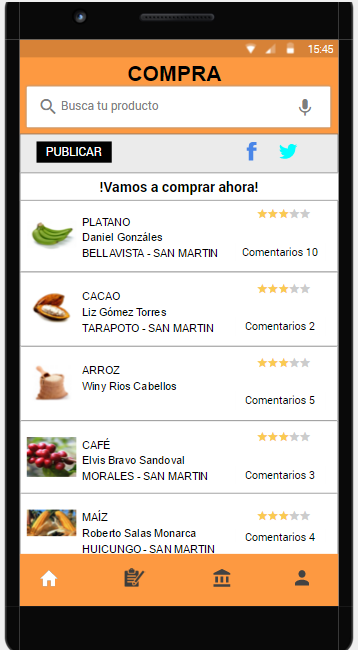 15:45
COMPRA
Busca tu producto
PUBLICAR
!Vamos a comprar ahora!
PLATANO
Daniel Gonzáles
BELLAVISTA - SAN MARTIN
Comentarios 10
CACAO
Liz Gómez Torres
TARAPOTO - SAN MARTIN
Comentarios 2
ARROZ
Winy Rios Cabellos
Comentarios 5
CAFÉ
Elvis Bravo Sandoval
MORALES - SAN MARTIN
Comentarios 3
MAÍZ
Roberto Salas Monarca
HUICUNGO - SAN MARTIN
Comentarios 4